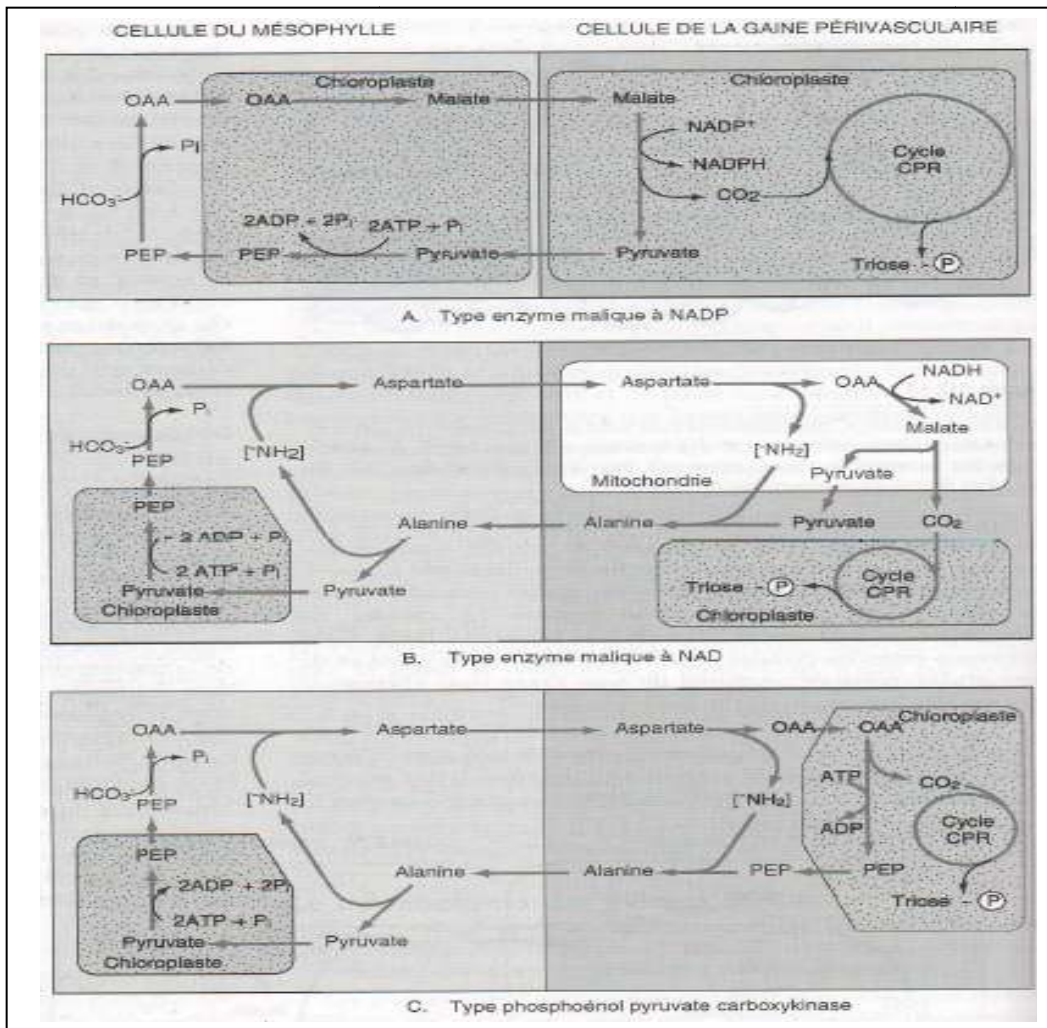 CELLULE DU MÉSOPHYLLE CELLULE DE LA GAINE PÉRIVASCULAIRE
Chloroplaste Chloroplaste
OAA OAA Malate Malate
NADP+
Pi
NADPH
Cycle
CPR
CO2
HCO3-
2ADP + 2Pi 2ATP + Pi
PEP PEP Pyruvate Pyruvate
Triose - P
A. Type enzyme malique à NADP
OAA Aspartate Aspartate OAA NADH
Pi NAD+
HCO3- Malate
PEP [-NH2] [-NH2]
Pyruvate
Mitochondrie
PEP Alanine Alanine Pyruvate CO2
2 ADP + Pi
2 ATP + Pi
Triose - P Cycle
CPR
Pyruvate Pyruvate
Chloroplaste Chloroplaste
B. Type enzyme malique à NAD
OAA Aspartate Aspartate OAA OAA Chloroplaste
Pi
ATP CO2
HCO3- [-NH2] [-NH2]
PEP
ADP Cycle
CPR
PEP Alanine Alanine PEP PEP
2ADP + 2Pi
Triose - P
2ATP + Pi
Pyruvate Pyruvate
Chloroplaste
C. Type phosphoénol pyruvate carboxykinase